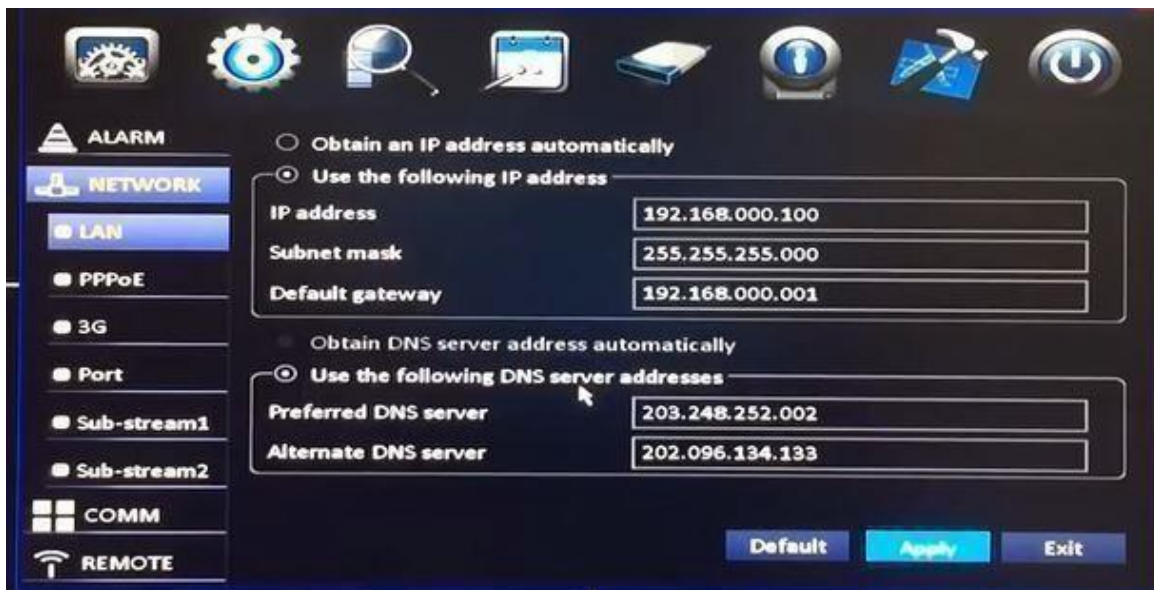 ALARM
NETWORK
LAN
PPPoE
3G
Port
Sub-stream1
Sub-stream2
COMM
REMOTE
Obtain an IP address automatically
Use the following IP address
IP address 192.168.000.100
Subnet mask 255.255.255.000
Default gateway 192.168.000.001
Obtain DNS server address automatically
Use the following DNS server addresses
Preferred DNS server 203.248.252.002
Alternate DNS server 202.096.134.133
Default Apply Exit